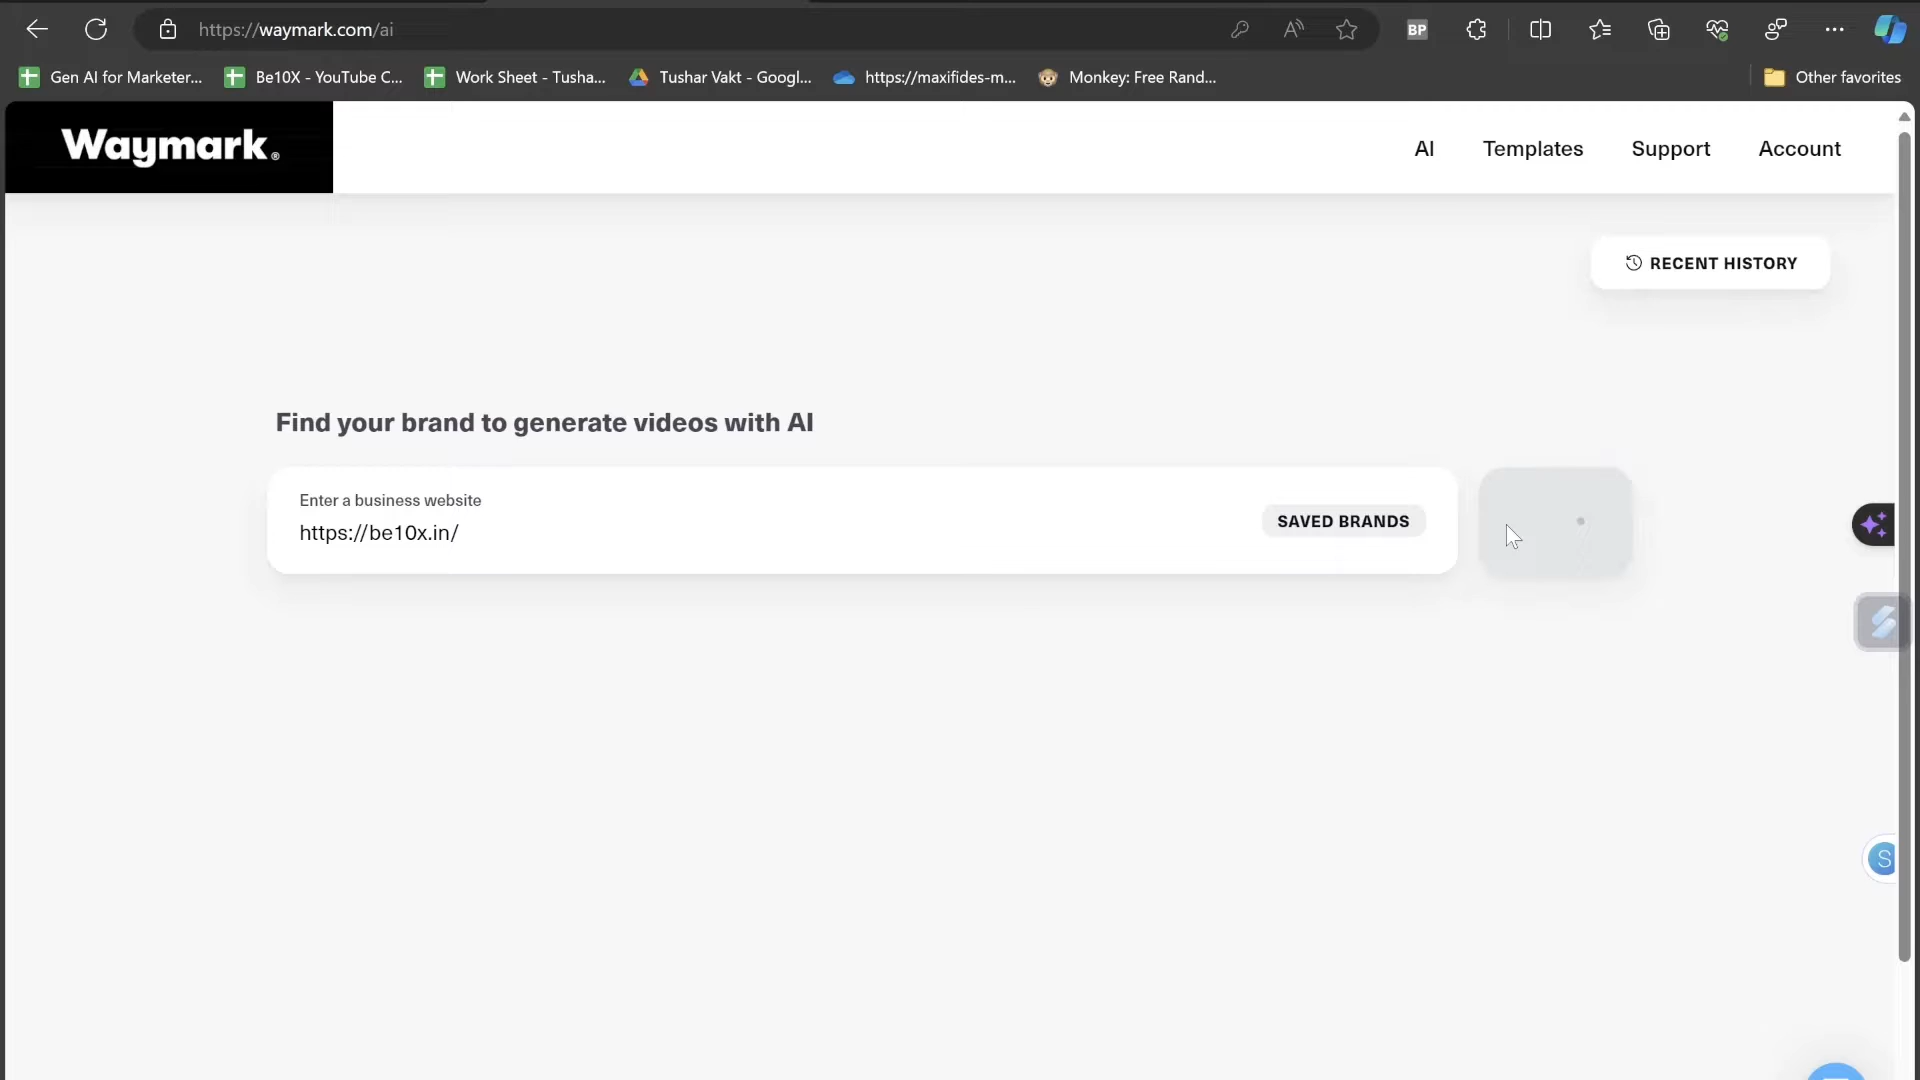 https://waymark.com/ai
BP
Gen AI for Marketer...
Be10X - YouTube C...
Work Sheet - Tusha...
Tushar Vakt - Googl...
https://maxifides-m...
Monkey: Free Rand...
Other favorites
Waymark®
AI
Templates
Support
Account
RECENT HISTORY
Find your brand to generate videos with AI
Enter a business website
https://be10x.in/
SAVED BRANDS
S